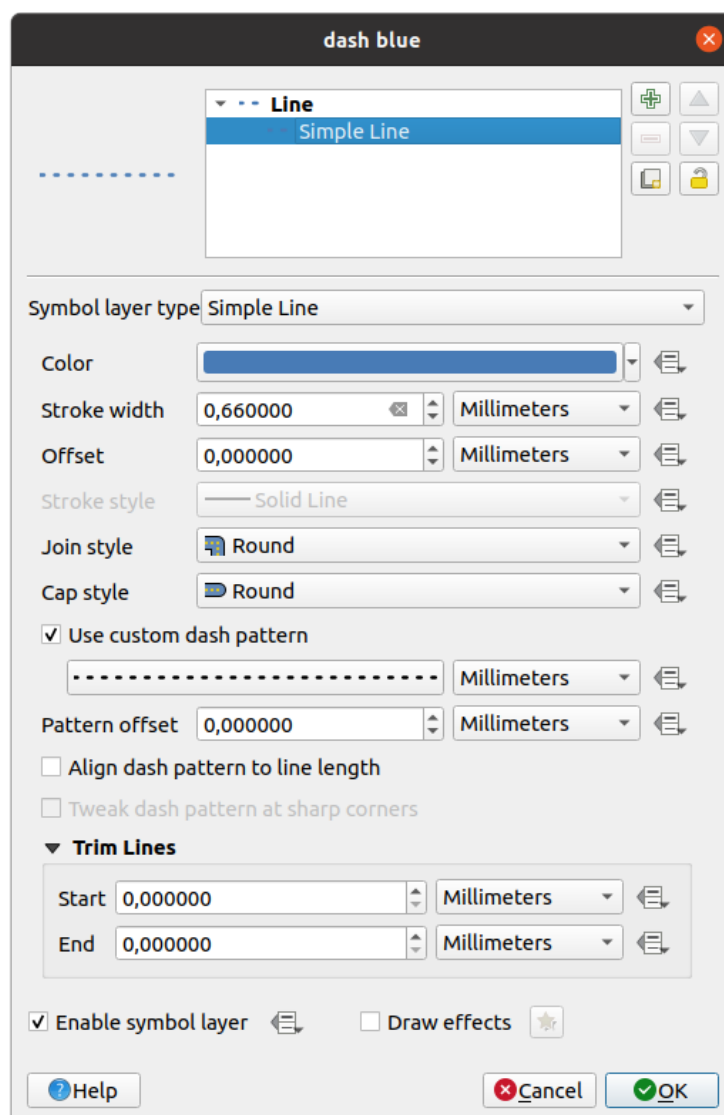 dash blue
Line
Simple Line
Symbol layer type Simple Line
Color
Stroke width 0,660000 Millimeters
Offset 0,000000 Millimeters
Stroke style Solid Line
Join style Round
Cap style Round
Use custom dash pattern
Millimeters
Pattern offset 0,000000 Millimeters
Align dash pattern to line length
Tweak dash pattern at sharp corners
Trim Lines
Start 0,000000 Millimeters
End 0,000000 Millimeters
Enable symbol layer Draw effects
Help Cancel OK